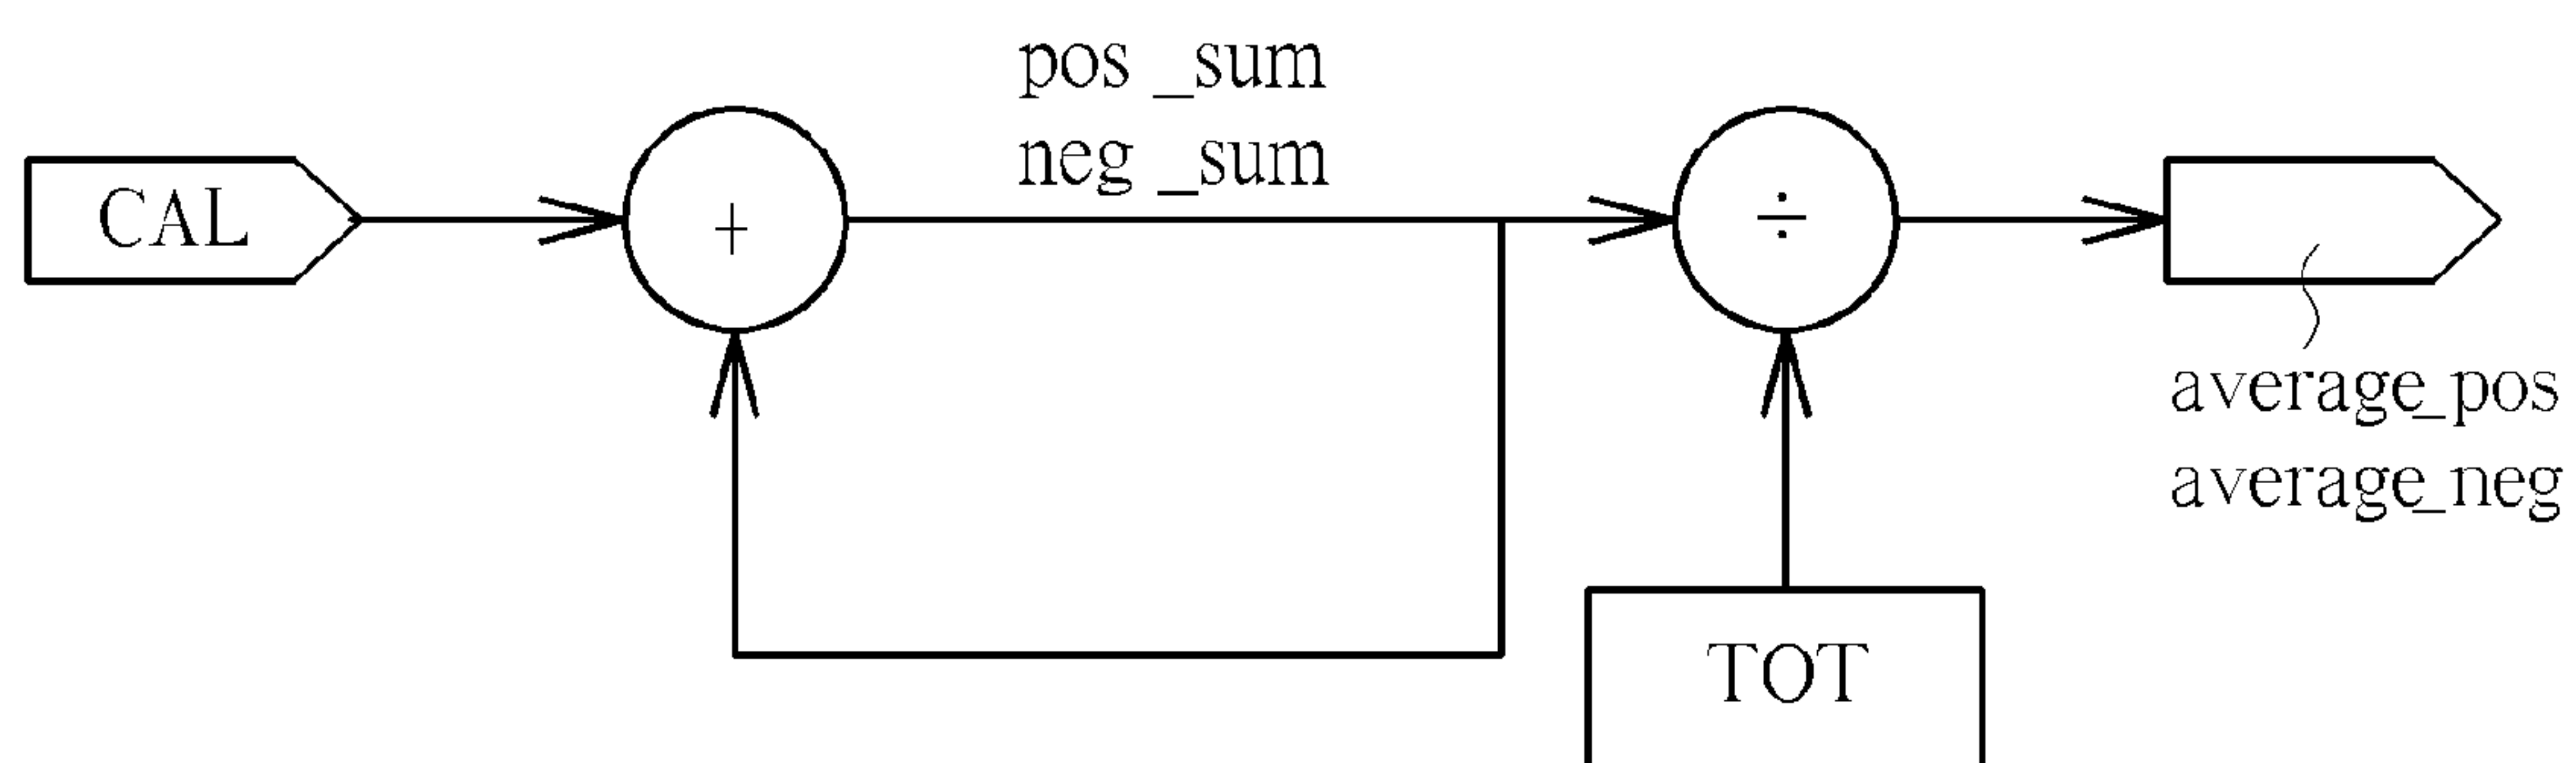 pos _sum
neg _sum
CAL
+
÷
average_pos
average_neg
TOT